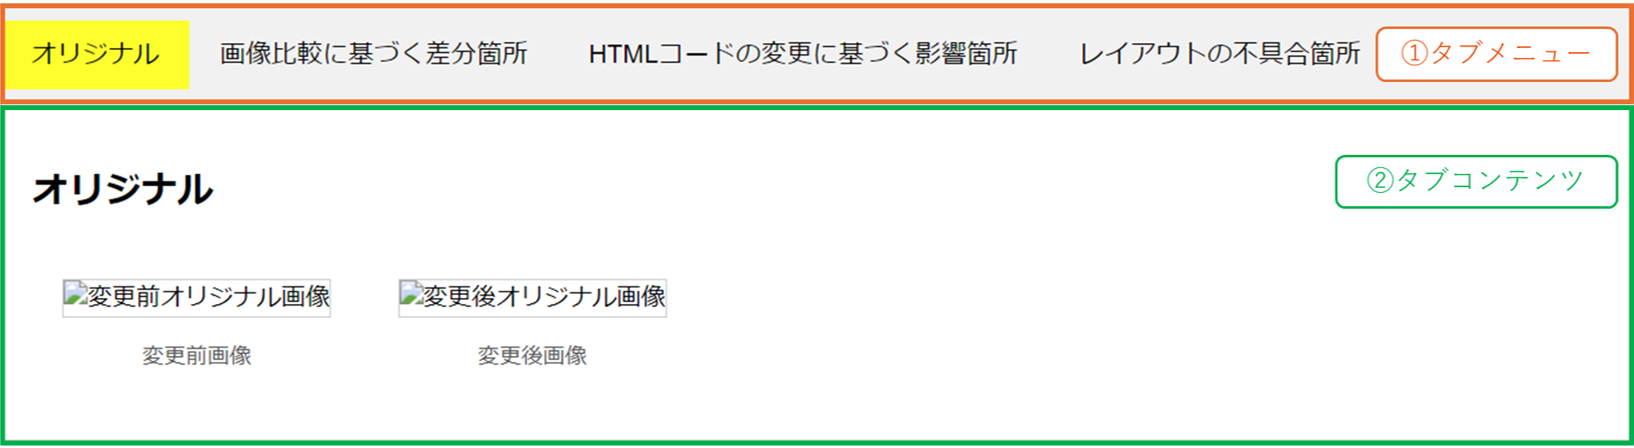 オリジナル 画像比較に基づく差分箇所 HTMLコードの変更に基づく影響箇所 レイアウトの不具合箇所 ①タブメニュー
②タブコンテンツ
オリジナル
変更前オリジナル画像 変更後オリジナル画像
変更前画像 変更後画像